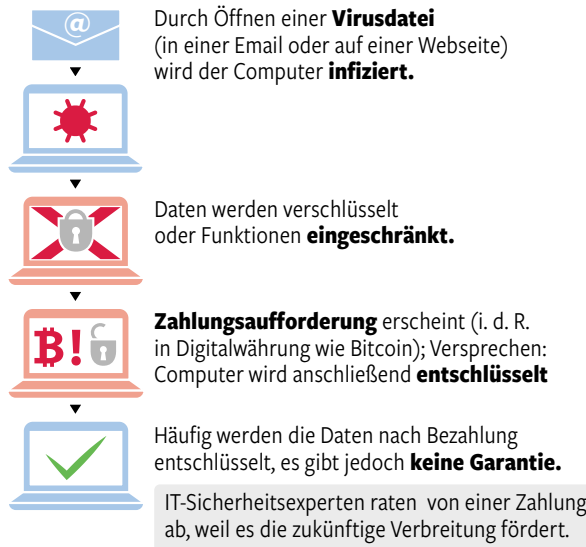 @
Durch Öffnen einer Virusdatei
(in einer Email oder auf einer Webseite)
wird der Computer infiziert.
Daten werden verschlüsselt
oder Funktionen eingeschränkt.
Zahlungsaufforderung erscheint (i. d. R.
in Digitalwährung wie Bitcoin); Versprechen:
Computer wird anschließend entschlüsselt
₿!
Häufig werden die Daten nach Bezahlung
entschlüsselt, es gibt jedoch keine Garantie.
IT-Sicherheitsexperten raten von einer Zahlung
ab, weil es die zukünftige Verbreitung fördert.